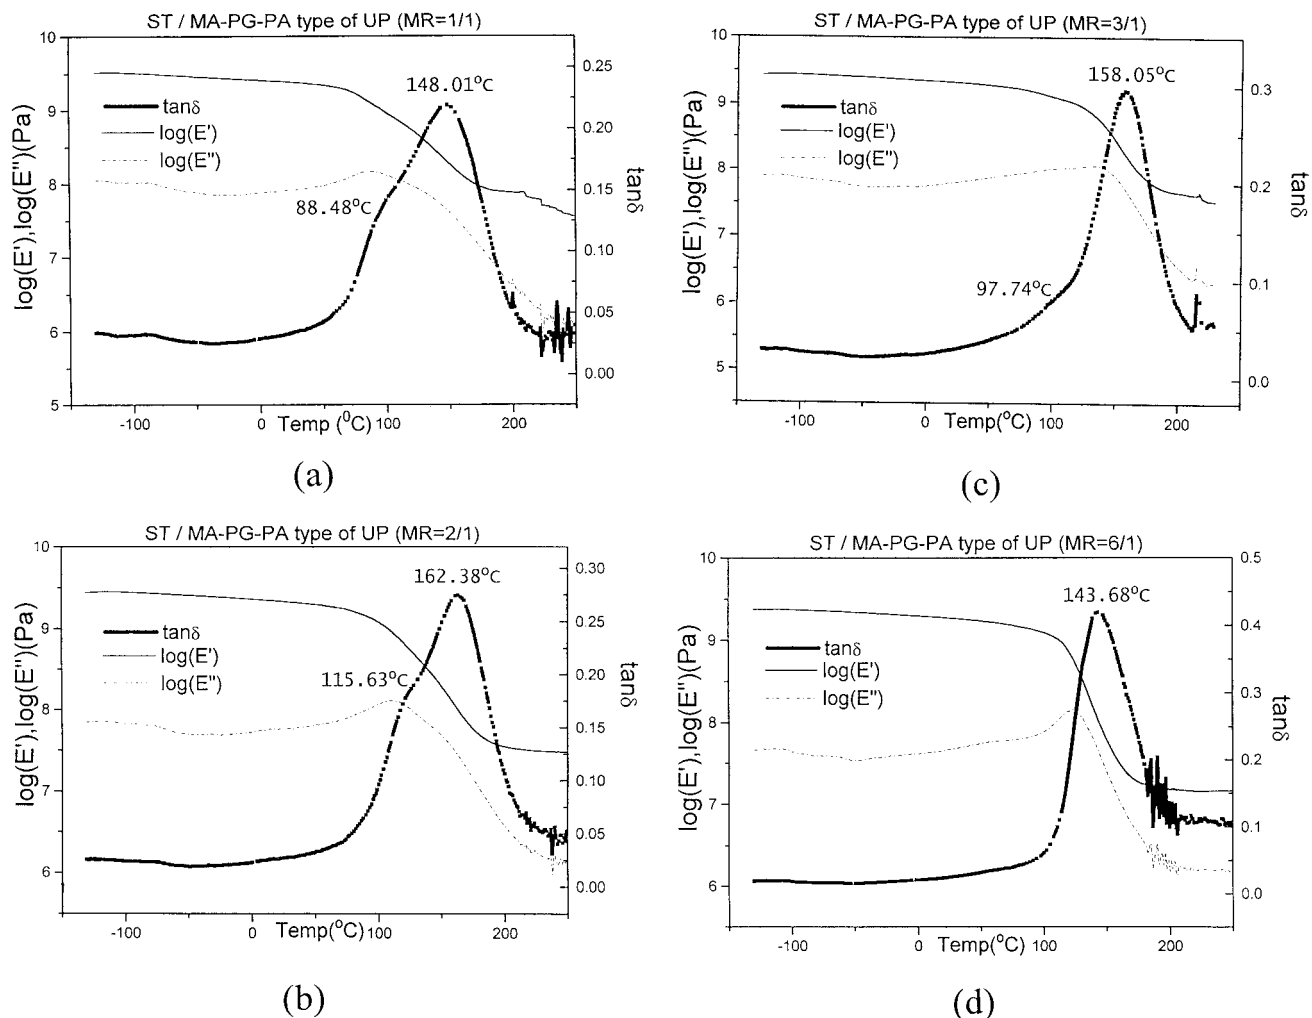 ST / MA-PG-PA type of UP (MR=1/1)
10
9
8
7
6
5
log(E'),log(E")(Pa)
0.25
0.20
0.15
0.10
0.05
0.00
tanδ
148.01°C
88.48°C
tanδ
log(E')
log(E")
-100
0
100
200
Temp (°C)
(a)
ST / MA-PG-PA type of UP (MR=3/1)
10
9
8
7
6
5
log(E'),log(E")(Pa)
0.3
0.2
0.1
0.0
tanδ
158.05°C
97.74°C
tanδ
log(E')
log(E")
-100
0
100
200
Temp(°C)
(c)
ST / MA-PG-PA type of UP (MR=2/1)
10
9
8
7
6
log(E'),log(E")(Pa)
0.30
0.25
0.20
0.15
0.10
0.05
0.00
tanδ
162.38°C
115.63°C
tanδ
log(E')
log(E")
-100
0
100
200
Temp(°C)
(b)
ST / MA-PG-PA type of UP (MR=6/1)
10
9
8
7
6
log(E'),log(E")(Pa)
0.5
0.4
0.3
0.2
0.1
0.0
tanδ
143.68°C
tanδ
log(E')
log(E")
-100
0
100
200
Temp(°C)
(d)